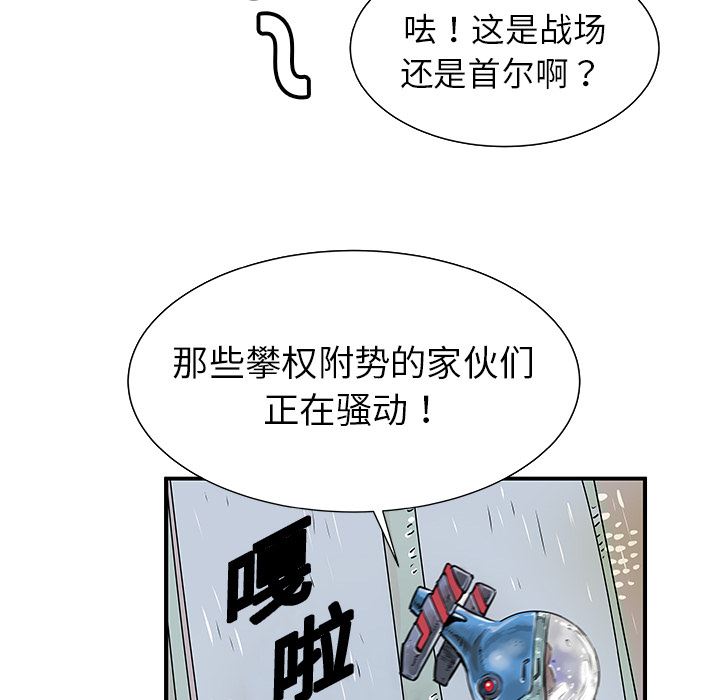 呿！这是战场
还是首尔啊？
那些攀权附势的家伙们
正在骚动！
嘎
啦